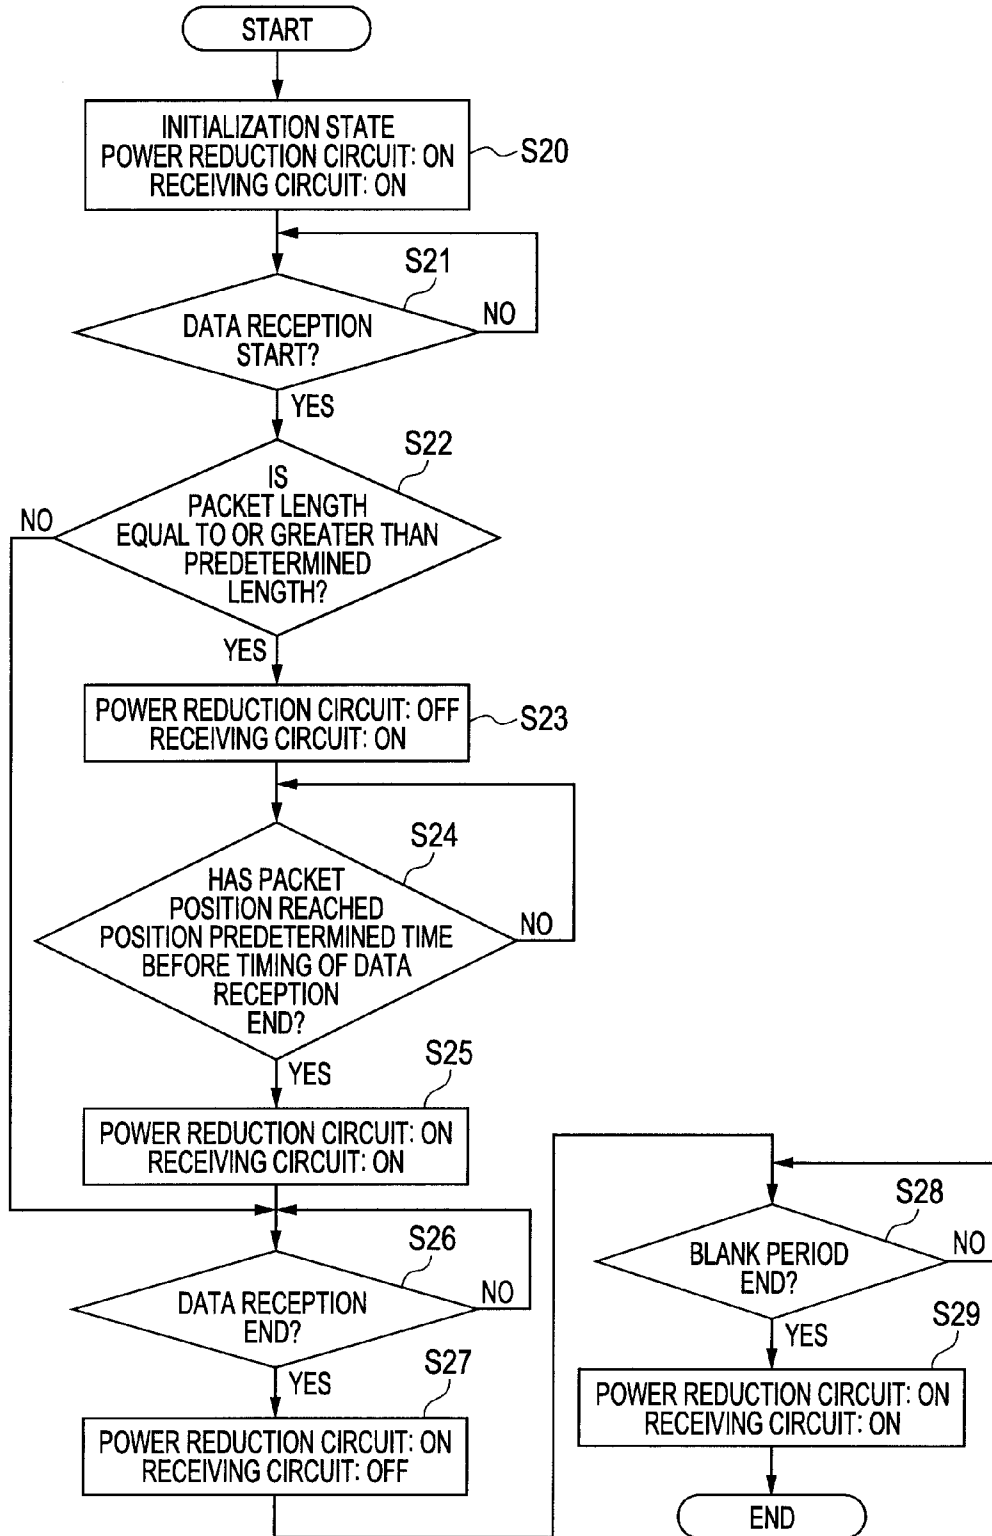 START
INITIALIZATION STATE
POWER REDUCTION CIRCUIT: ON
RECEIVING CIRCUIT: ON
S20
S21
DATA RECEPTION
START?
NO
YES
S22
IS
PACKET LENGTH
EQUAL TO OR GREATER THAN
PREDETERMINED
LENGTH?
NO
YES
POWER REDUCTION CIRCUIT: OFF
RECEIVING CIRCUIT: ON
S23
S24
HAS PACKET
POSITION REACHED
POSITION PREDETERMINED TIME
BEFORE TIMING OF DATA
RECEPTION
END?
NO
YES
S25
POWER REDUCTION CIRCUIT: ON
RECEIVING CIRCUIT: ON
S26
DATA RECEPTION
END?
NO
YES
S27
POWER REDUCTION CIRCUIT: ON
RECEIVING CIRCUIT: OFF
S28
BLANK PERIOD
END?
NO
YES
S29
POWER REDUCTION CIRCUIT: ON
RECEIVING CIRCUIT: ON
END